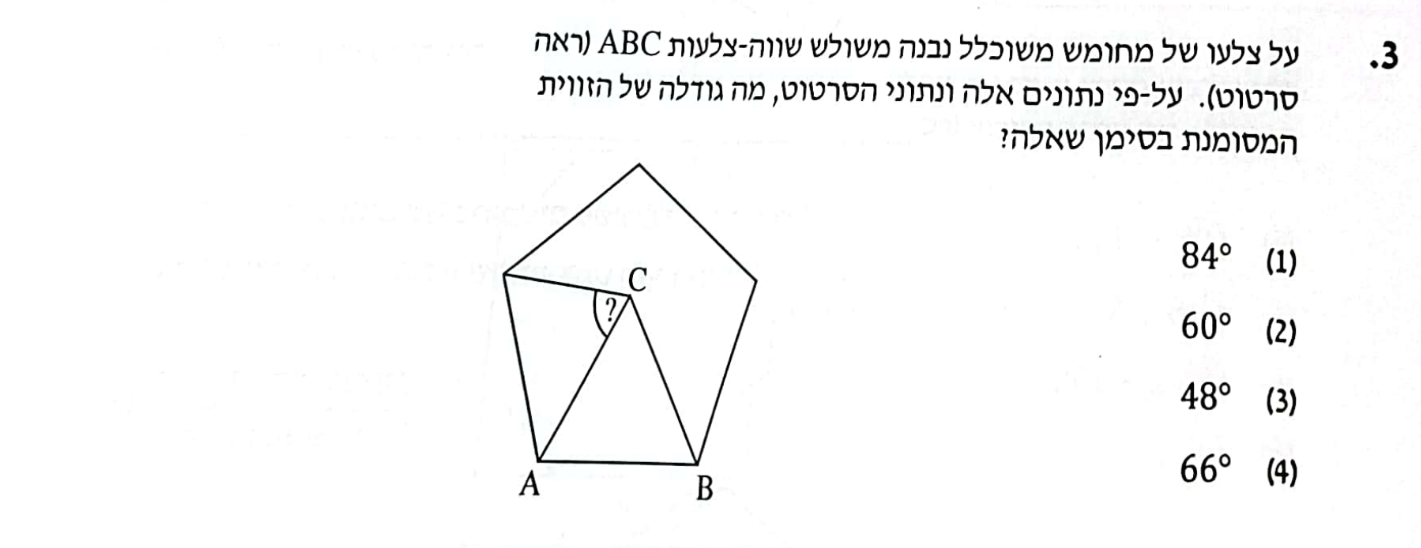 3. על צלעו של מחומש משוכלל נבנה משולש שווה-צלעות ABC (ראה
סרטוט). על-פי נתונים אלה ונתוני הסרטוט, מה גודלה של הזווית
המסומנת בסימן שאלה?
(1) 84°
(2) 60°
(3) 48°
(4) 66°
C
?
A
B